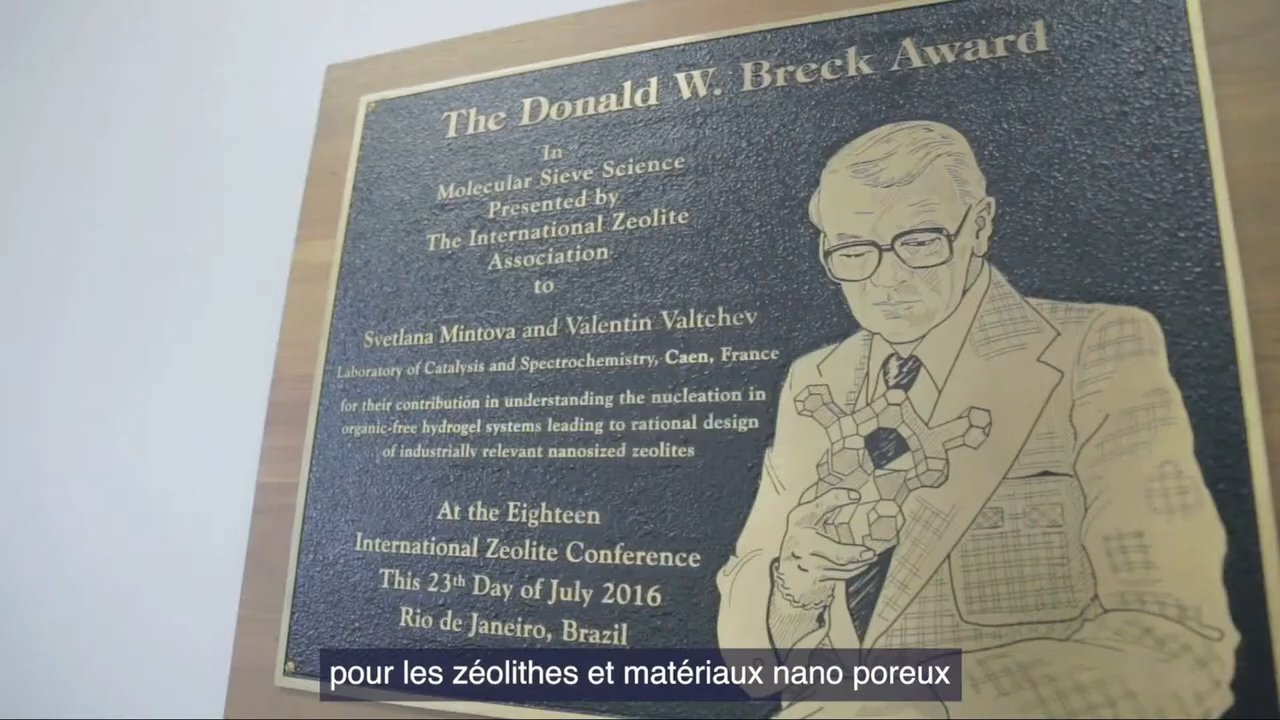 The Donald W. Breck Award
In
Molecular Sieve Science
Presented by
The International Zeolite
Association
to
Svetlana Mintova and Valentin Valtchev
Laboratory of Catalysis and Spectrochemistry, Caen, France
for their contribution in understanding the nucleation in
organic-free hydrogel systems leading to rational design
of industrially relevant nanosized zeolites
At the Eighteen
International Zeolite Conference
This 23th Day of July 2016
Rio de Janeiro, Brazil
pour les zéolithes et matériaux nano poreux